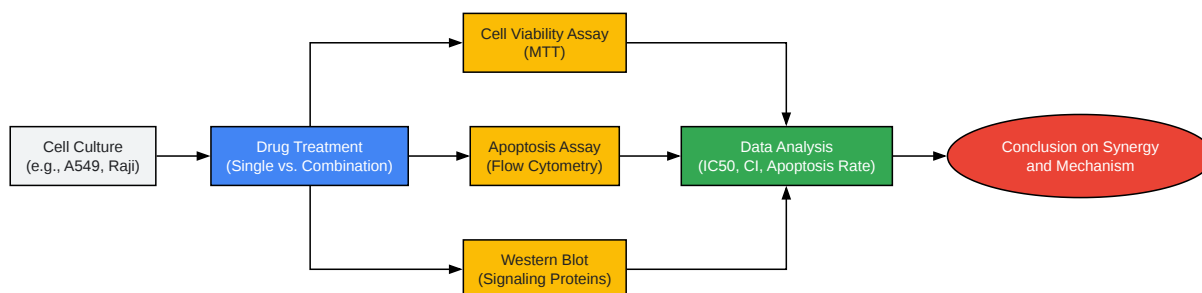 Cell Culture
(e.g., A549, Raji)
Drug Treatment
(Single vs. Combination)
Cell Viability Assay
(MTT)
Apoptosis Assay
(Flow Cytometry)
Western Blot
(Signaling Proteins)
Data Analysis
(IC50, CI, Apoptosis Rate)
Conclusion on Synergy
and Mechanism